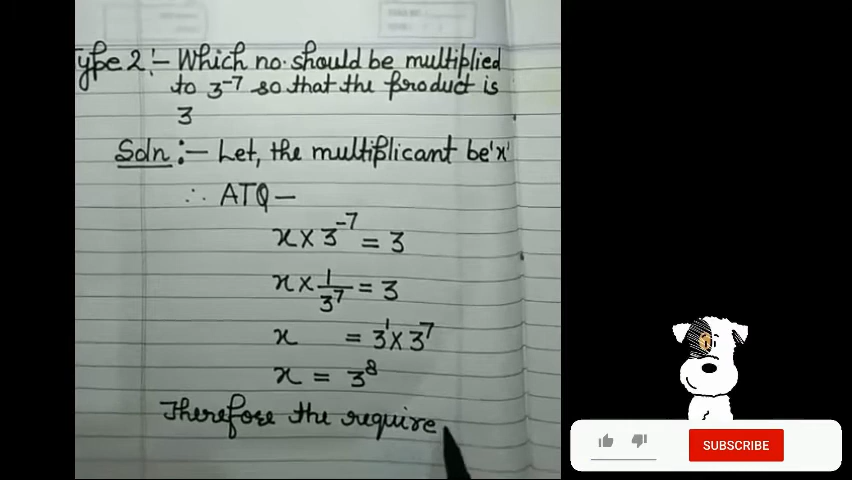 Type 2:- Which no. should be multiplied
to 3⁻⁷ so that the product is
3
Soln :- Let, the multiplicant be 'x'
∴ ATQ —
x × 3⁻⁷ = 3
x × 1/3⁷ = 3
x = 3¹ × 3⁷
x = 3⁸
Therefore the require
SUBSCRIBE